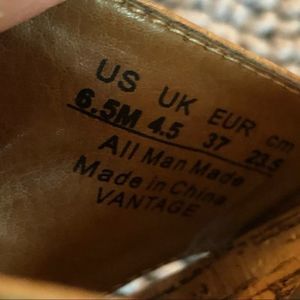 US UK EUR cm
6.5M 4.5 37 23.5
All Man Made
Made in China
VANTAGE